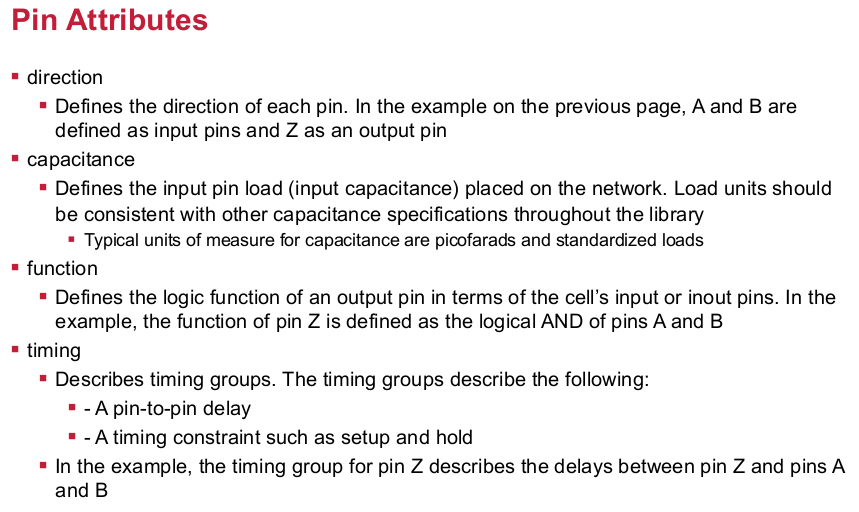 Pin Attributes
direction
Defines the direction of each pin. In the example on the previous page, A and B are
defined as input pins and Z as an output pin
capacitance
Defines the input pin load (input capacitance) placed on the network. Load units should
be consistent with other capacitance specifications throughout the library
Typical units of measure for capacitance are picofarads and standardized loads
function
Defines the logic function of an output pin in terms of the cell’s input or inout pins. In the
example, the function of pin Z is defined as the logical AND of pins A and B
timing
Describes timing groups. The timing groups describe the following:
- A pin-to-pin delay
- A timing constraint such as setup and hold
In the example, the timing group for pin Z describes the delays between pin Z and pins A
and B